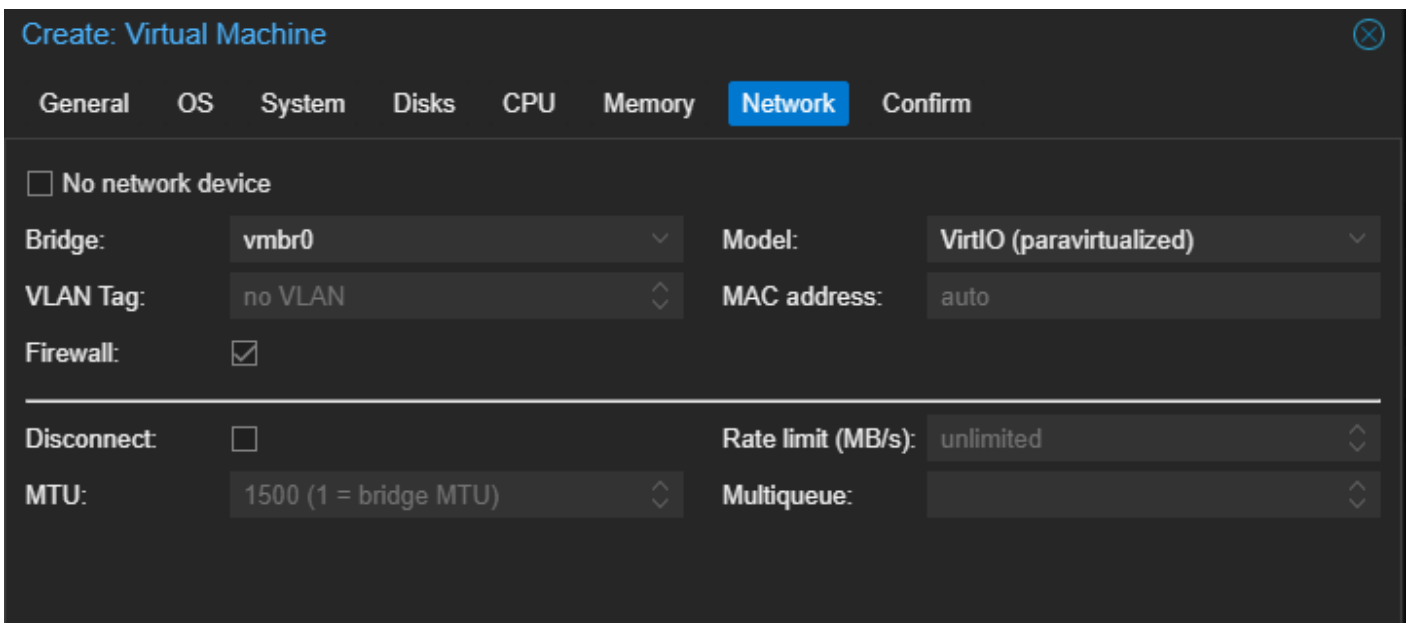 Create: Virtual Machine
General OS System Disks CPU Memory Network Confirm
No network device
Bridge: vmbr0 Model: VirtIO (paravirtualized)
VLAN Tag: no VLAN MAC address: auto
Firewall:
Disconnect: Rate limit (MB/s): unlimited
MTU: 1500 (1 = bridge MTU) Multiqueue: